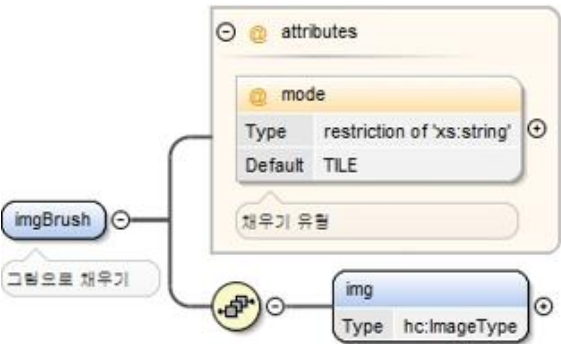 @ attributes
@ mode
Type restriction of 'xs:string'
Default TILE
채우기 유형
imgBrush
그림으로 채우기
img
Type hc:ImageType